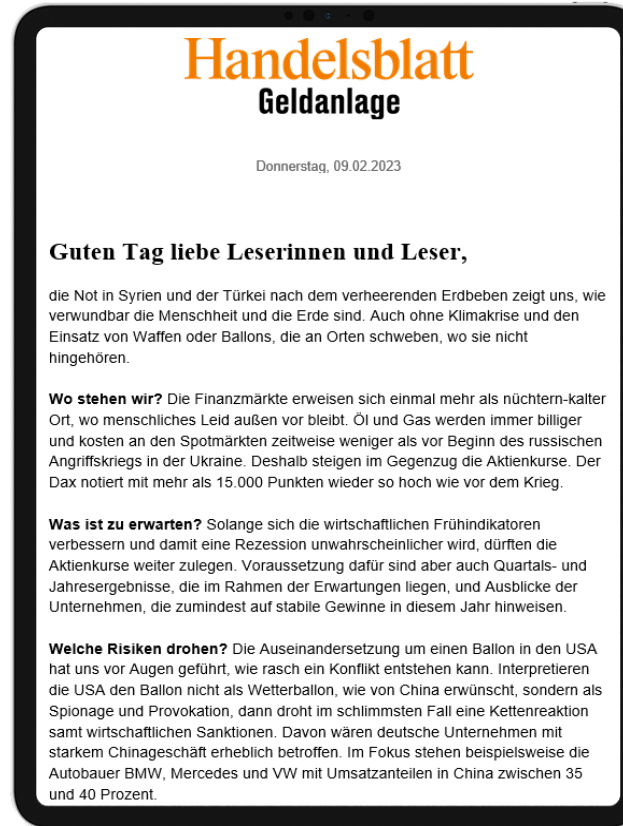 Handelsblatt
Geldanlage
Donnerstag, 09.02.2023
Guten Tag liebe Leserinnen und Leser,
die Not in Syrien und der Türkei nach dem verheerenden Erdbeben zeigt uns, wie
verwundbar die Menschheit und die Erde sind. Auch ohne Klimakrise und den
Einsatz von Waffen oder Ballons, die an Orten schweben, wo sie nicht
hingehören.
Wo stehen wir? Die Finanzmärkte erweisen sich einmal mehr als nüchtern-kalter
Ort, wo menschliches Leid außen vor bleibt. Öl und Gas werden immer billiger
und kosten an den Spotmärkten zeitweise weniger als vor Beginn des russischen
Angriffskriegs in der Ukraine. Deshalb steigen im Gegenzug die Aktienkurse. Der
Dax notiert mit mehr als 15.000 Punkten wieder so hoch wie vor dem Krieg.
Was ist zu erwarten? Solange sich die wirtschaftlichen Frühindikatoren
verbessern und damit eine Rezession unwahrscheinlicher wird, dürften die
Aktienkurse weiter zulegen. Voraussetzung dafür sind aber auch Quartals- und
Jahresergebnisse, die im Rahmen der Erwartungen liegen, und Ausblicke der
Unternehmen, die zumindest auf stabile Gewinne in diesem Jahr hinweisen.
Welche Risiken drohen? Die Auseinandersetzung um einen Ballon in den USA
hat uns vor Augen geführt, wie rasch ein Konflikt entstehen kann. Interpretieren
die USA den Ballon nicht als Wetterballon, wie von China erwünscht, sondern als
Spionage und Provokation, dann droht im schlimmsten Fall eine Kettenreaktion
samt wirtschaftlichen Sanktionen. Davon wären deutsche Unternehmen mit
starkem Chinageschäft erheblich betroffen. Im Fokus stehen beispielsweise die
Autobauer BMW, Mercedes und VW mit Umsatzanteilen in China zwischen 35
und 40 Prozent.